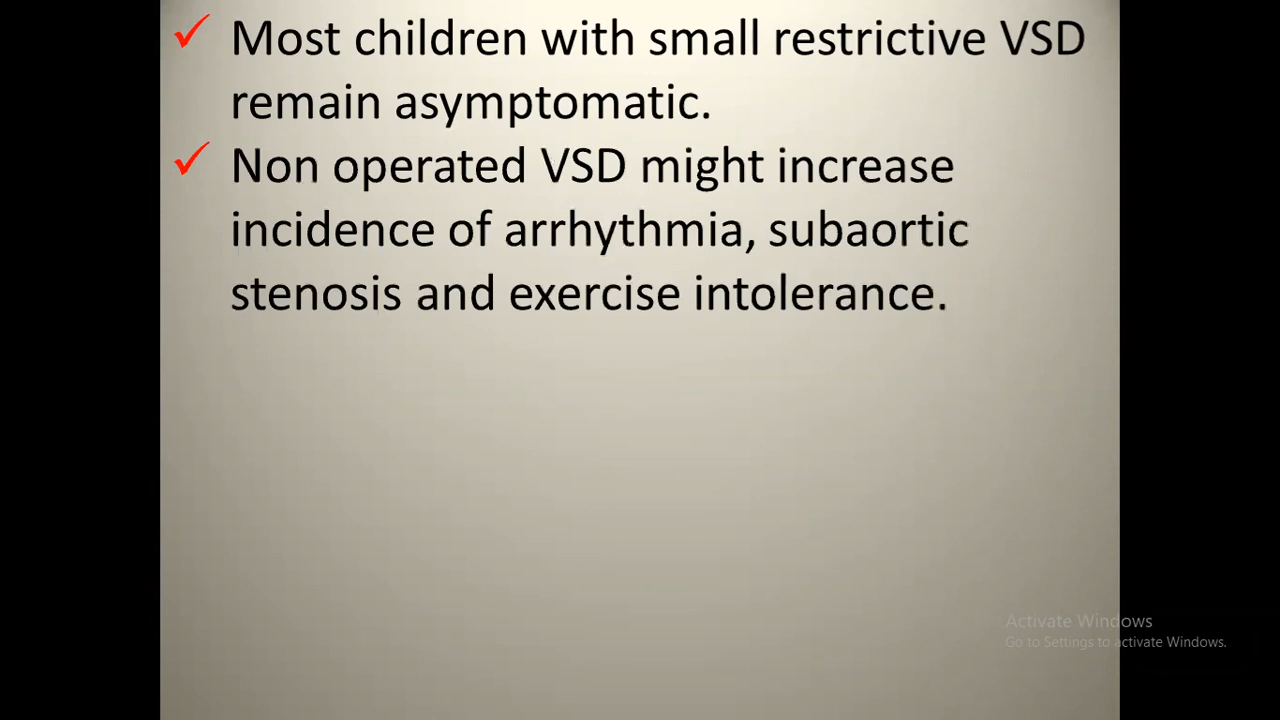 ✓ Most children with small restrictive VSD
remain asymptomatic.
✓ Non operated VSD might increase
incidence of arrhythmia, subaortic
stenosis and exercise intolerance.
Activate Windows
Go to Settings to activate Windows.